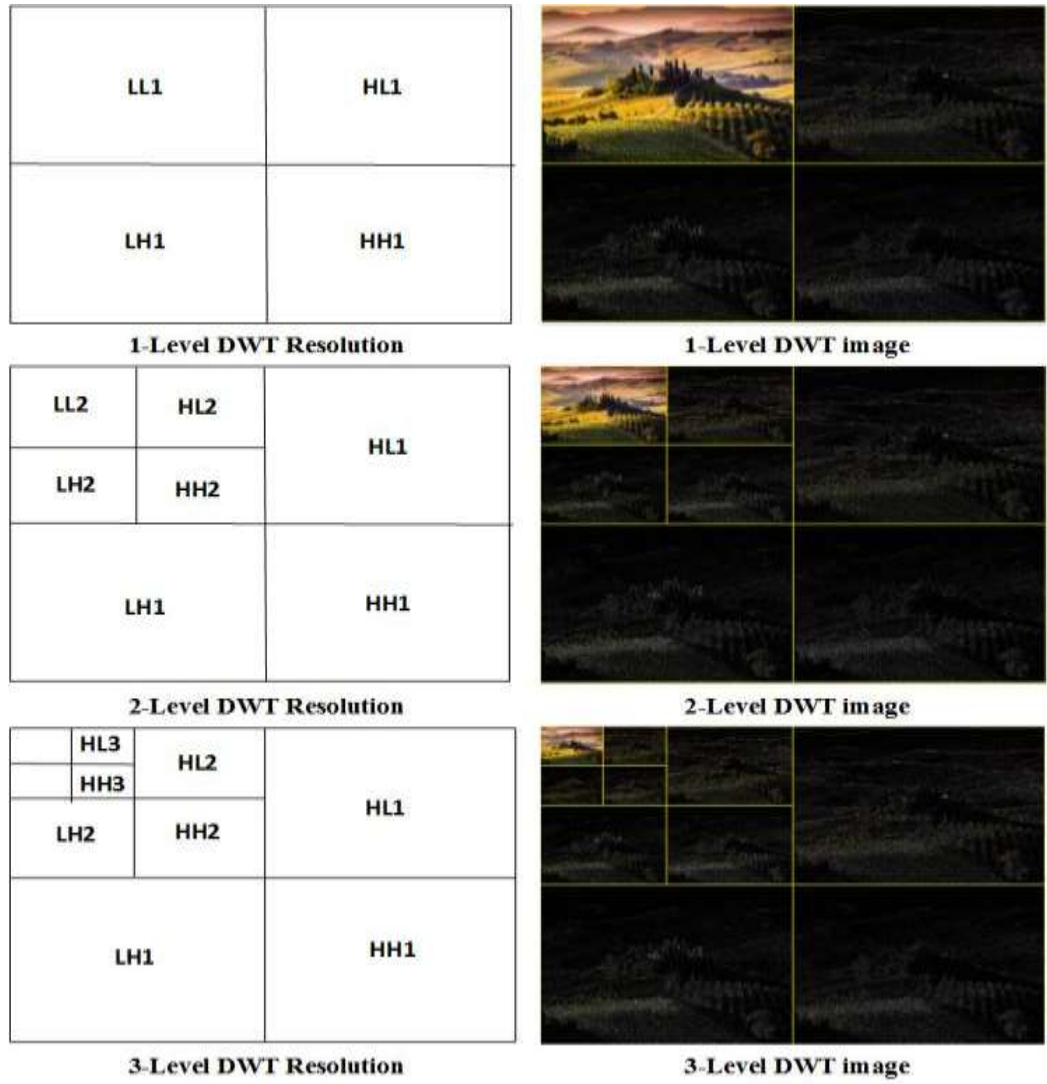 LL1 HL1
LH1 HH1
1-Level DWT Resolution 1-Level DWT image
LL2 HL2
HL1
LH2 HH2
LH1 HH1
2-Level DWT Resolution 2-Level DWT image
HL3
HL2
HH3
HL1
LH2 HH2
LH1 HH1
3-Level DWT Resolution 3-Level DWT image